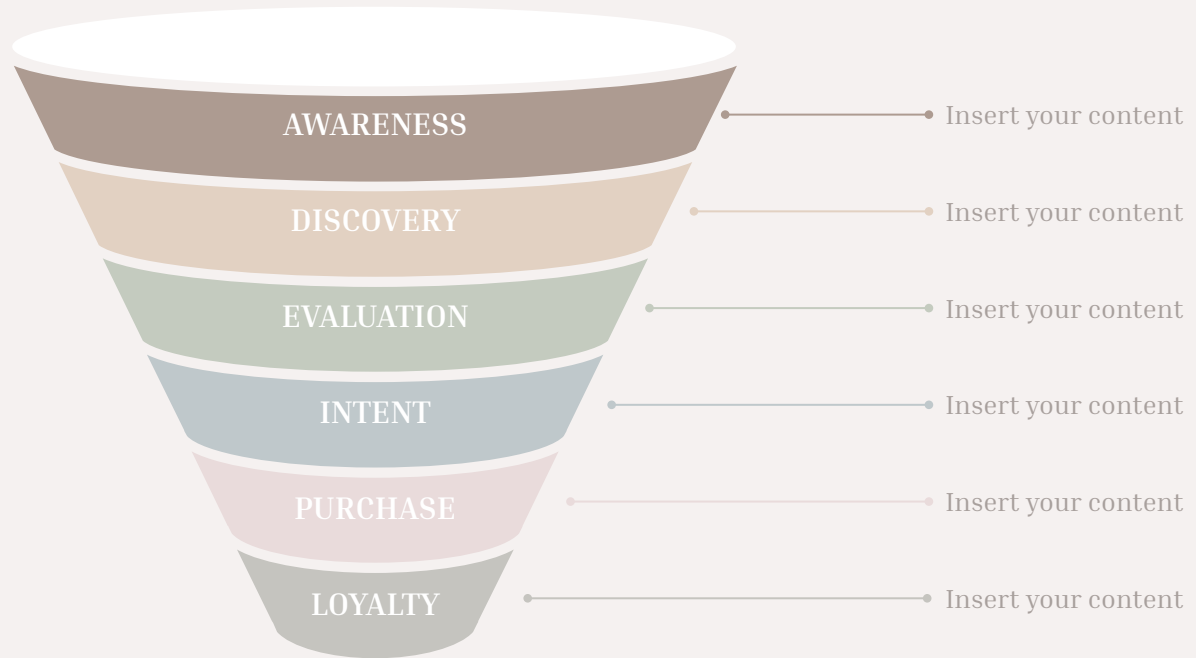 AWARENESS
Insert your content
DISCOVERY
Insert your content
EVALUATION
Insert your content
INTENT
Insert your content
PURCHASE
Insert your content
LOYALTY
Insert your content